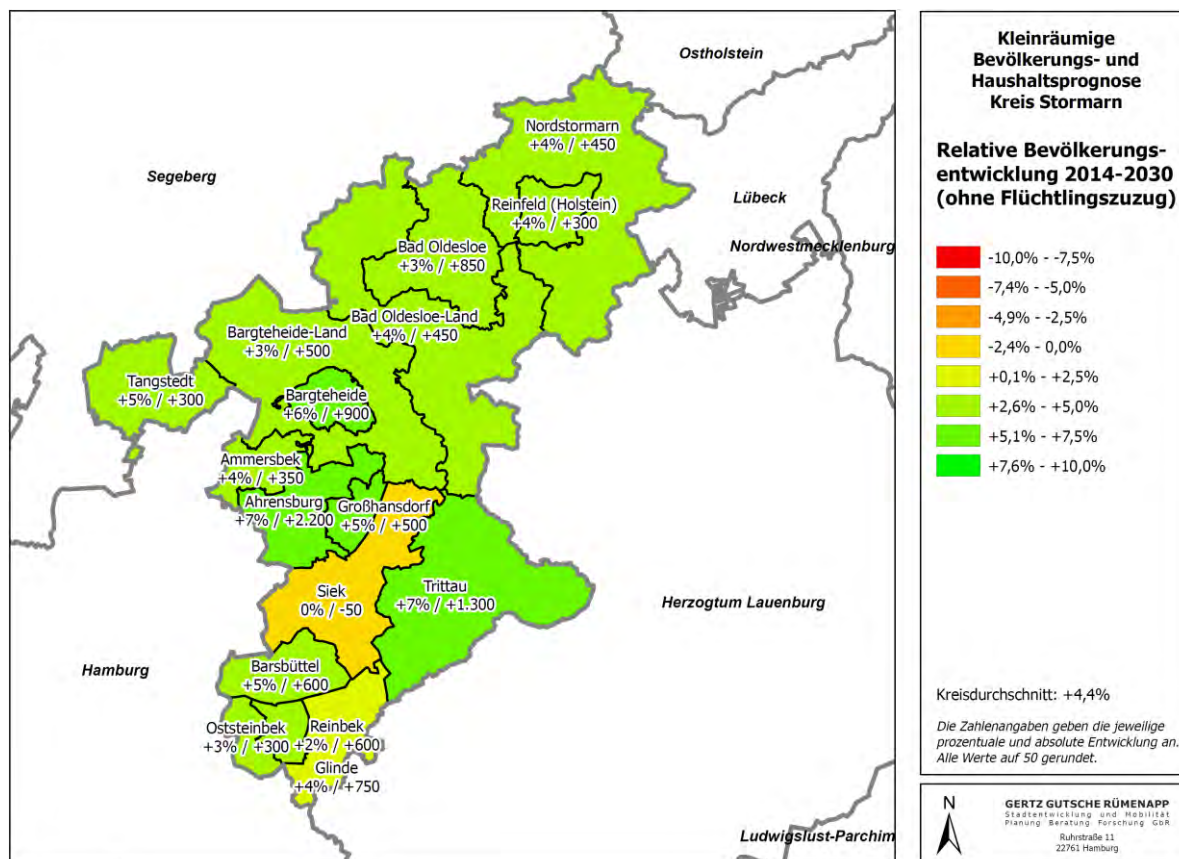 Ostholstein
Nordstormarn
+4% / +450
Segeberg
Lübeck
Reinfeld (Holstein)
+4% / +300
Nordwestmecklenburg
Bad Oldesloe
+3% / +850
Bad Oldesloe-Land
+4% / +450
Bargteheide-Land
+3% / +500
Tangstedt
+5% / +300
Bargteheide
+6% / +900
Ammersbek
+4% / +350
Ahrensburg
+7% / +2.200
Großhansdorf
+5% / +500
Siek
0% / -50
Trittau
+7% / +1.300
Herzogtum Lauenburg
Hamburg
Barsbüttel
+5% / +600
Oststeinbek
+3% / +300
Reinbek
+2% / +600
Glinde
+4% / +750
Ludwigslust-Parchim
Kleinräumige
Bevölkerungs- und
Haushaltsprognose
Kreis Stormarn
Relative Bevölkerungs-
entwicklung 2014-2030
(ohne Flüchtlingszuzug)
-10,0% - -7,5%
-7,4% - -5,0%
-4,9% - -2,5%
-2,4% - 0,0%
+0,1% - +2,5%
+2,6% - +5,0%
+5,1% - +7,5%
+7,6% - +10,0%
Kreisdurchschnitt: +4,4%
Die Zahlenangaben geben die jeweilige
prozentuale und absolute Entwicklung an.
Alle Werte auf 50 gerundet.
N
GERTZ GUTSCHE RÜMENAPP
Stadtentwicklung und Mobilität
Planung Beratung Forschung GbR
Ruhrstraße 11
22761 Hamburg